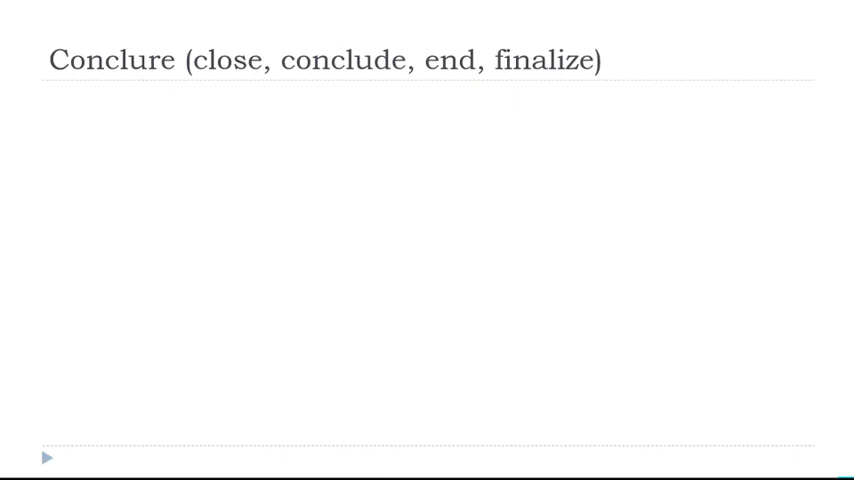 Conclure (close, conclude, end, finalize)